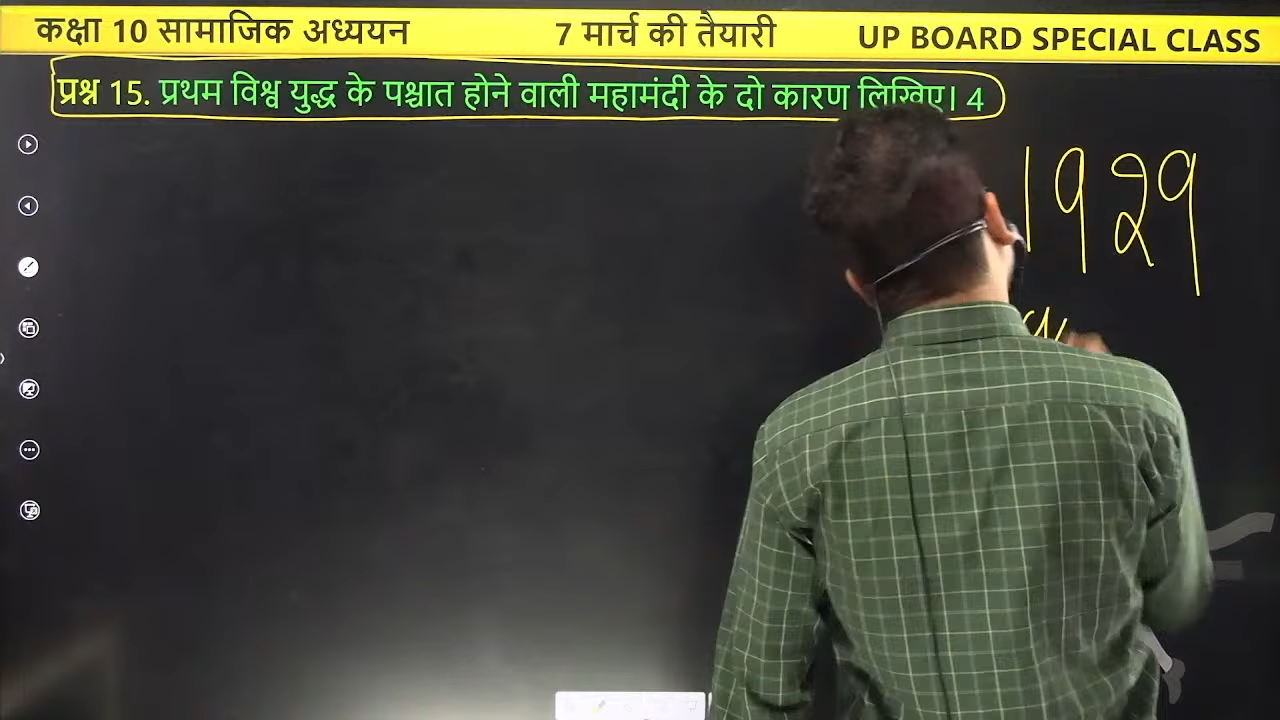 कक्षा 10 सामाजिक अध्ययन 7 मार्च की तैयारी UP BOARD SPECIAL CLASS
प्रश्न 15. प्रथम विश्व युद्ध के पश्चात होने वाली महामंदी के दो कारण लिखिए। 4
1929